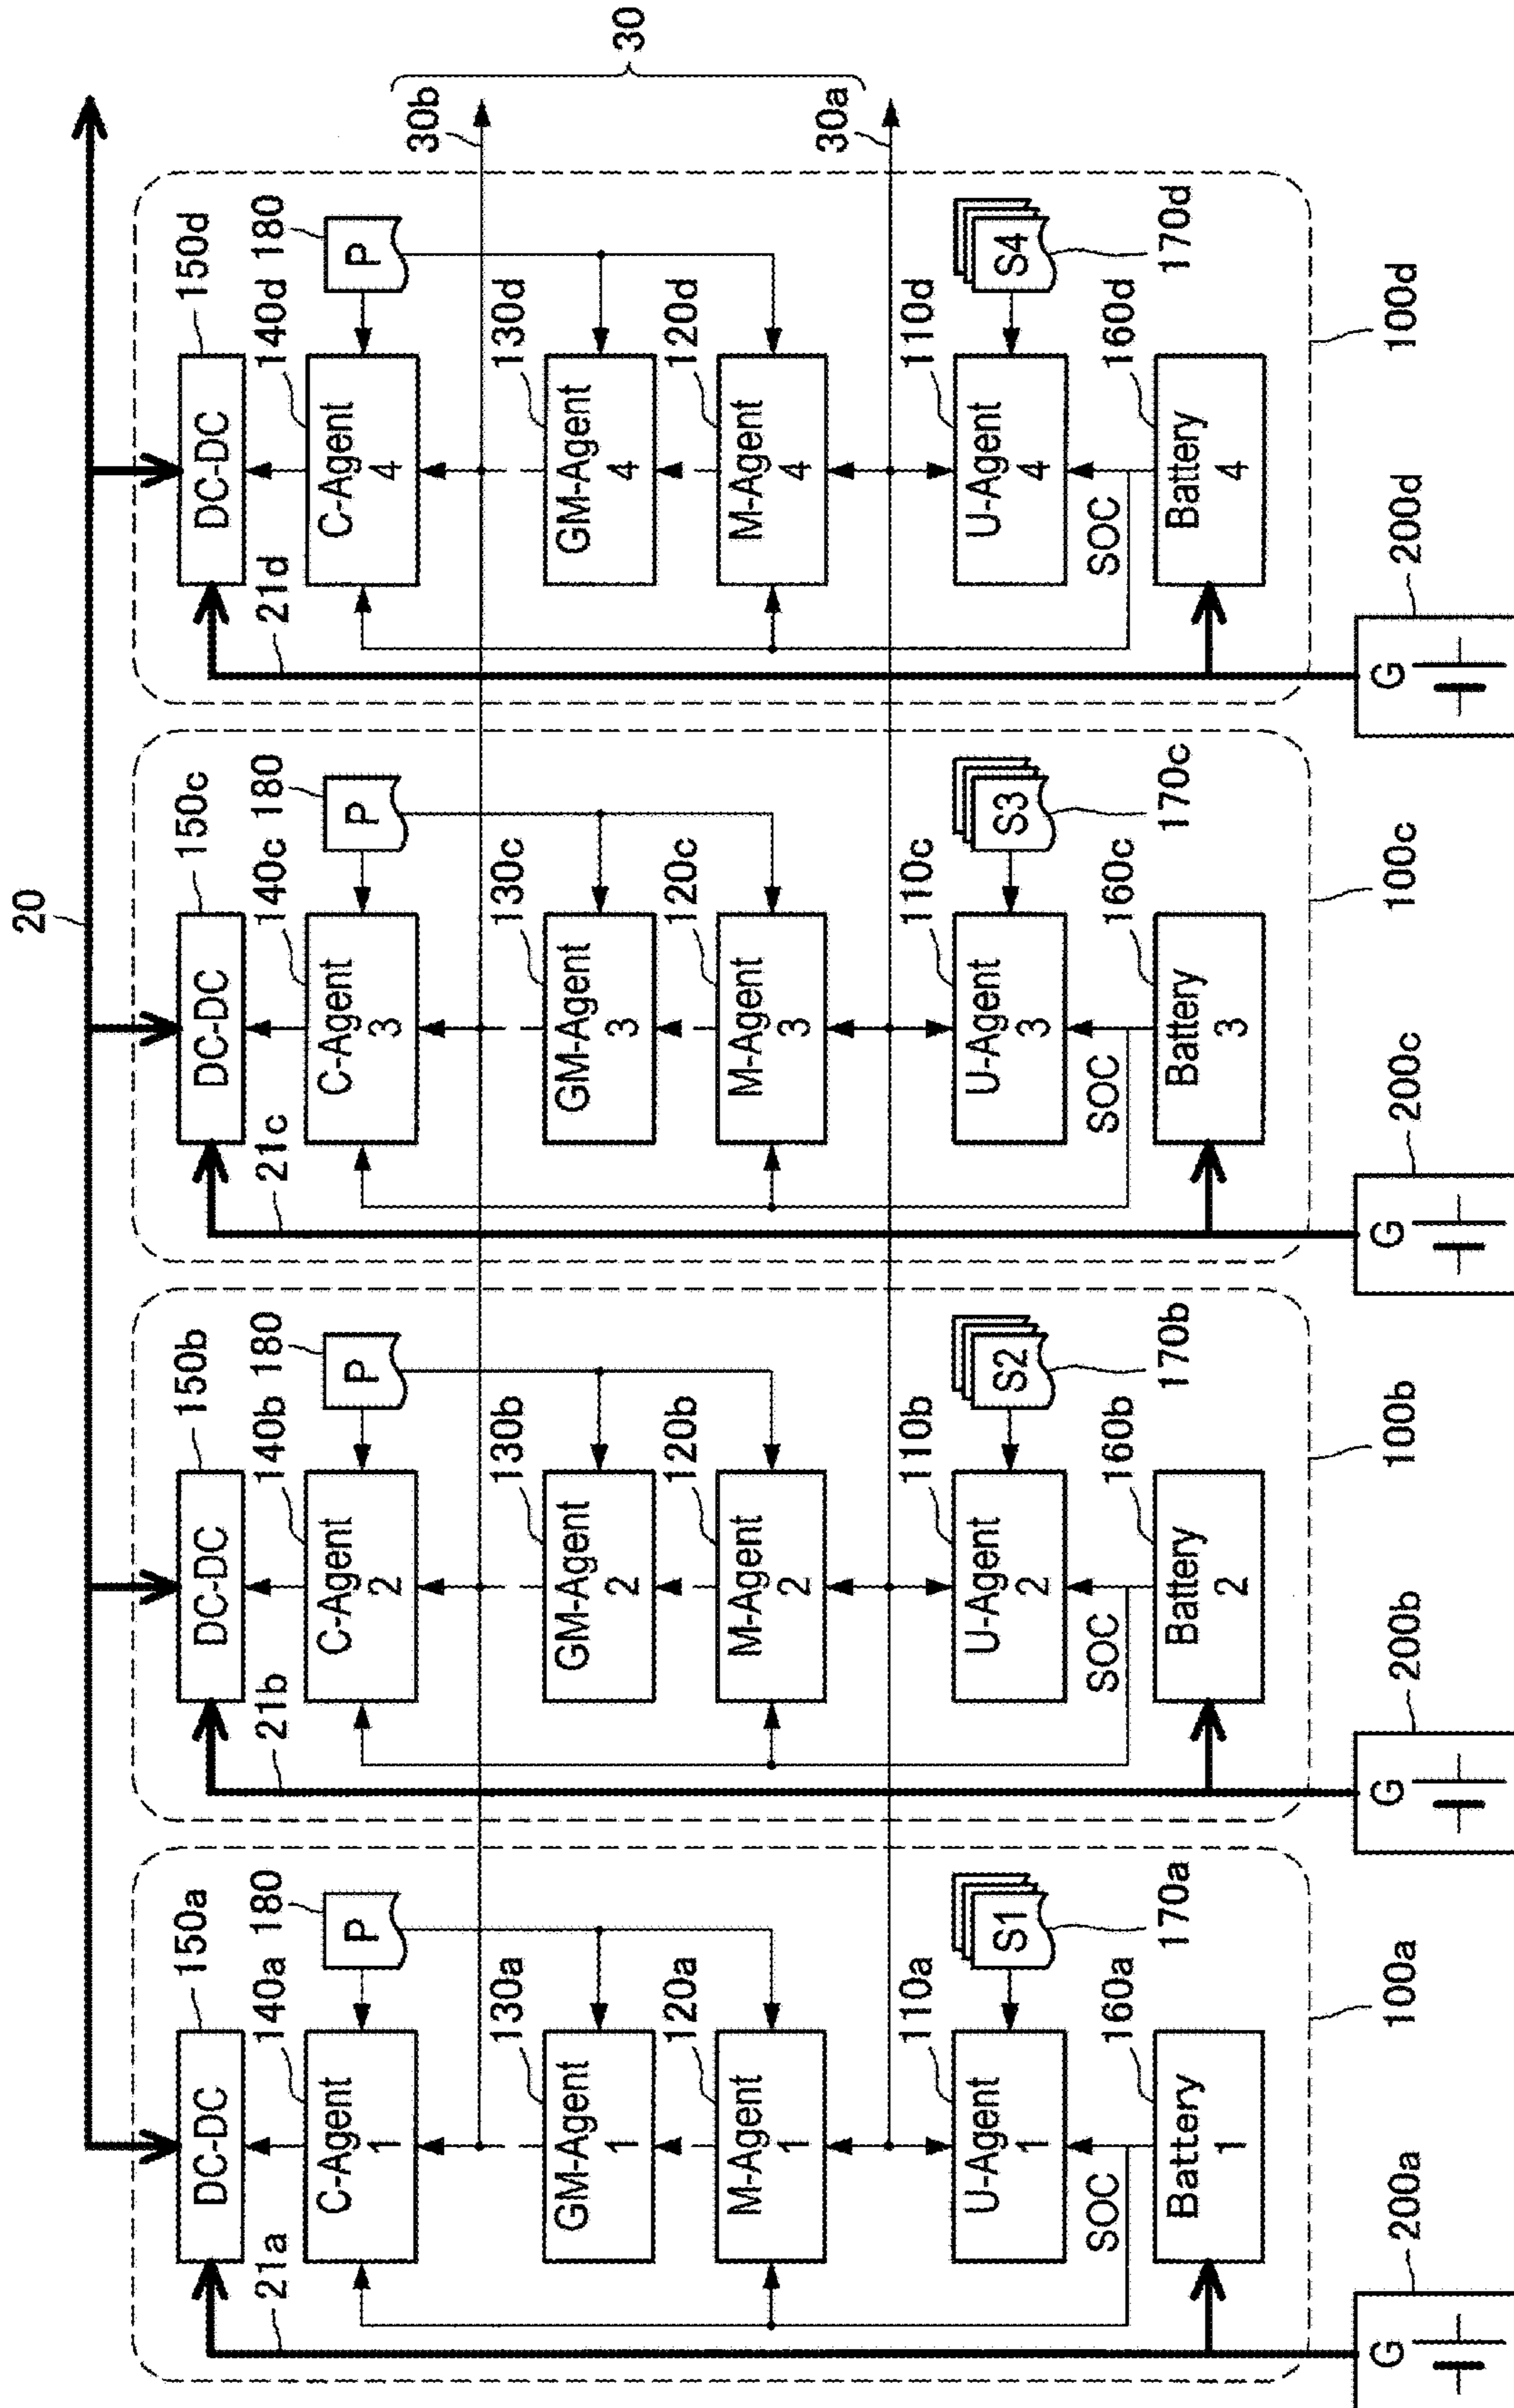 20
150a
DC-DC
21a
140a
180
P
C-Agent
1
130a
GM-Agent
1
120a
M-Agent
1
110a
U-Agent
1
S1
170a
SOC
160a
Battery
1
100a
200a
G
150b
DC-DC
21b
140b
180
P
C-Agent
2
130b
GM-Agent
2
120b
M-Agent
2
110b
U-Agent
2
S2
170b
SOC
160b
Battery
2
100b
200b
G
150c
DC-DC
21c
140c
180
P
C-Agent
3
130c
GM-Agent
3
120c
M-Agent
3
110c
U-Agent
3
S3
170c
SOC
160c
Battery
3
100c
200c
G
150d
DC-DC
21d
140d
180
P
C-Agent
4
130d
GM-Agent
4
120d
M-Agent
4
110d
U-Agent
4
S4
170d
SOC
160d
Battery
4
100d
200d
G
30b
30
30a